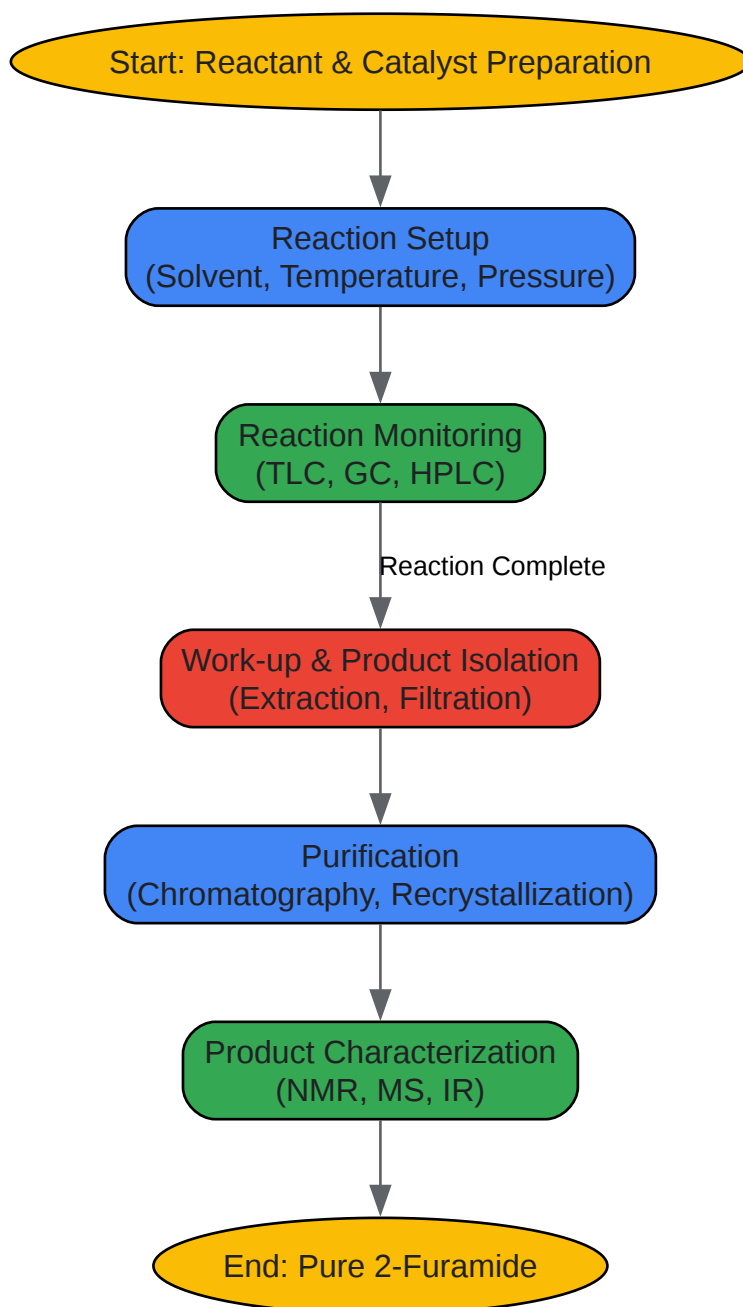 Start: Reactant & Catalyst Preparation
Reaction Setup
(Solvent, Temperature, Pressure)
Reaction Monitoring
(TLC, GC, HPLC)
Reaction Complete
Work-up & Product Isolation
(Extraction, Filtration)
Purification
(Chromatography, Recrystallization)
Product Characterization
(NMR, MS, IR)
End: Pure 2-Furamide